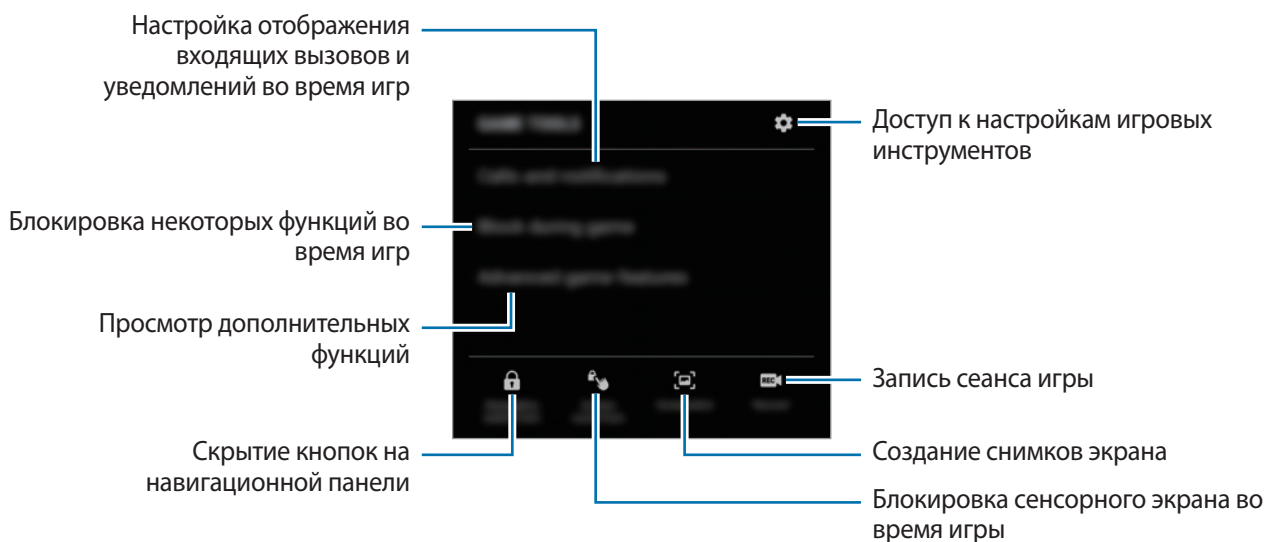 Настройка отображения
входящих вызовов и
уведомлений во время игр
GAME TOOLS
Доступ к настройкам игровых
инструментов
Calls and notifications
Блокировка некоторых функций во
время игр
Block during game
Advanced game features
Просмотр дополнительных
функций
REC
Запись сеанса игры
Скрытие кнопок на
навигационной панели
Создание снимков экрана
Блокировка сенсорного экрана во
время игры